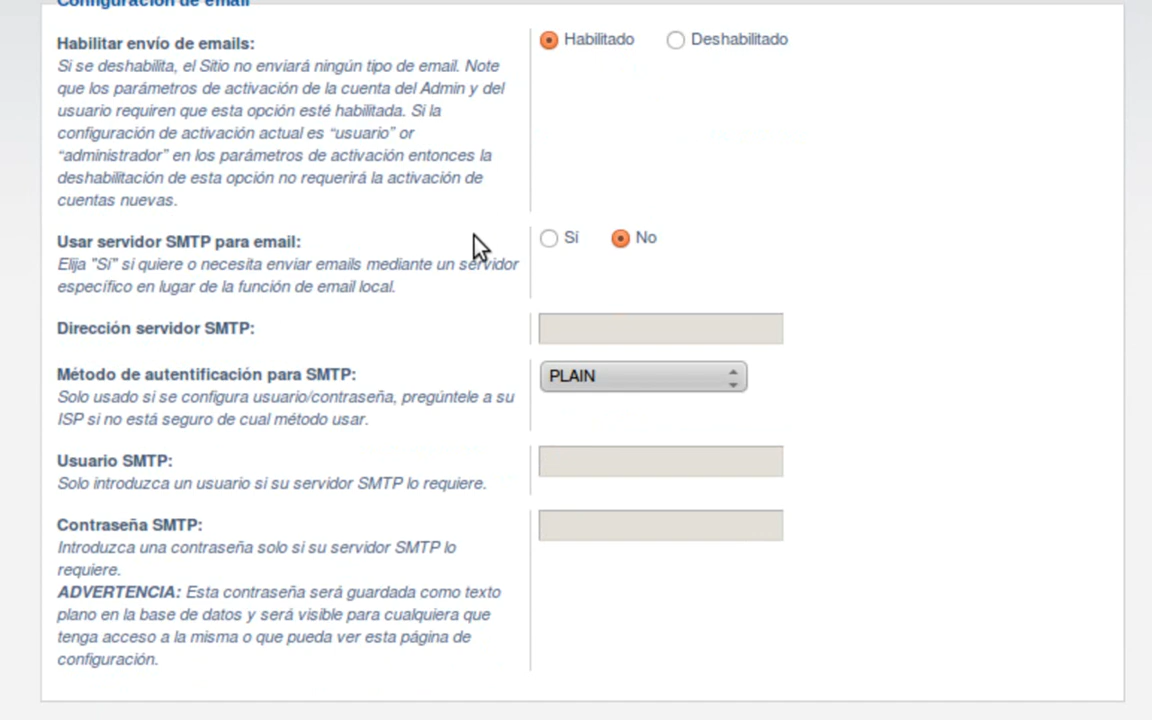 Configuración de email
Habilitar envío de emails:
Habilitado
Deshabilitado
Si se deshabilita, el Sitio no enviará ningún tipo de email. Note
que los parámetros de activación de la cuenta del Admin y del
usuario requiren que esta opción esté habilitada. Si la
configuración de activación actual es “usuario” or
“administrador” en los parámetros de activación entonces la
deshabilitación de esta opción no requerirá la activación de
cuentas nuevas.
Usar servidor SMTP para email:
Sí
No
Elija "Sí" si quiere o necesita enviar emails mediante un servidor
específico en lugar de la función de email local.
Dirección servidor SMTP:
Método de autentificación para SMTP:
PLAIN
Solo usado si se configura usuario/contraseña, pregúntele a su
ISP si no está seguro de cual método usar.
Usuario SMTP:
Solo introduzca un usuario si su servidor SMTP lo requiere.
Contraseña SMTP:
Introduzca una contraseña solo si su servidor SMTP lo
requiere.
ADVERTENCIA: Esta contraseña será guardada como texto
plano en la base de datos y será visible para cualquiera que
tenga acceso a la misma o que pueda ver esta página de
configuración.